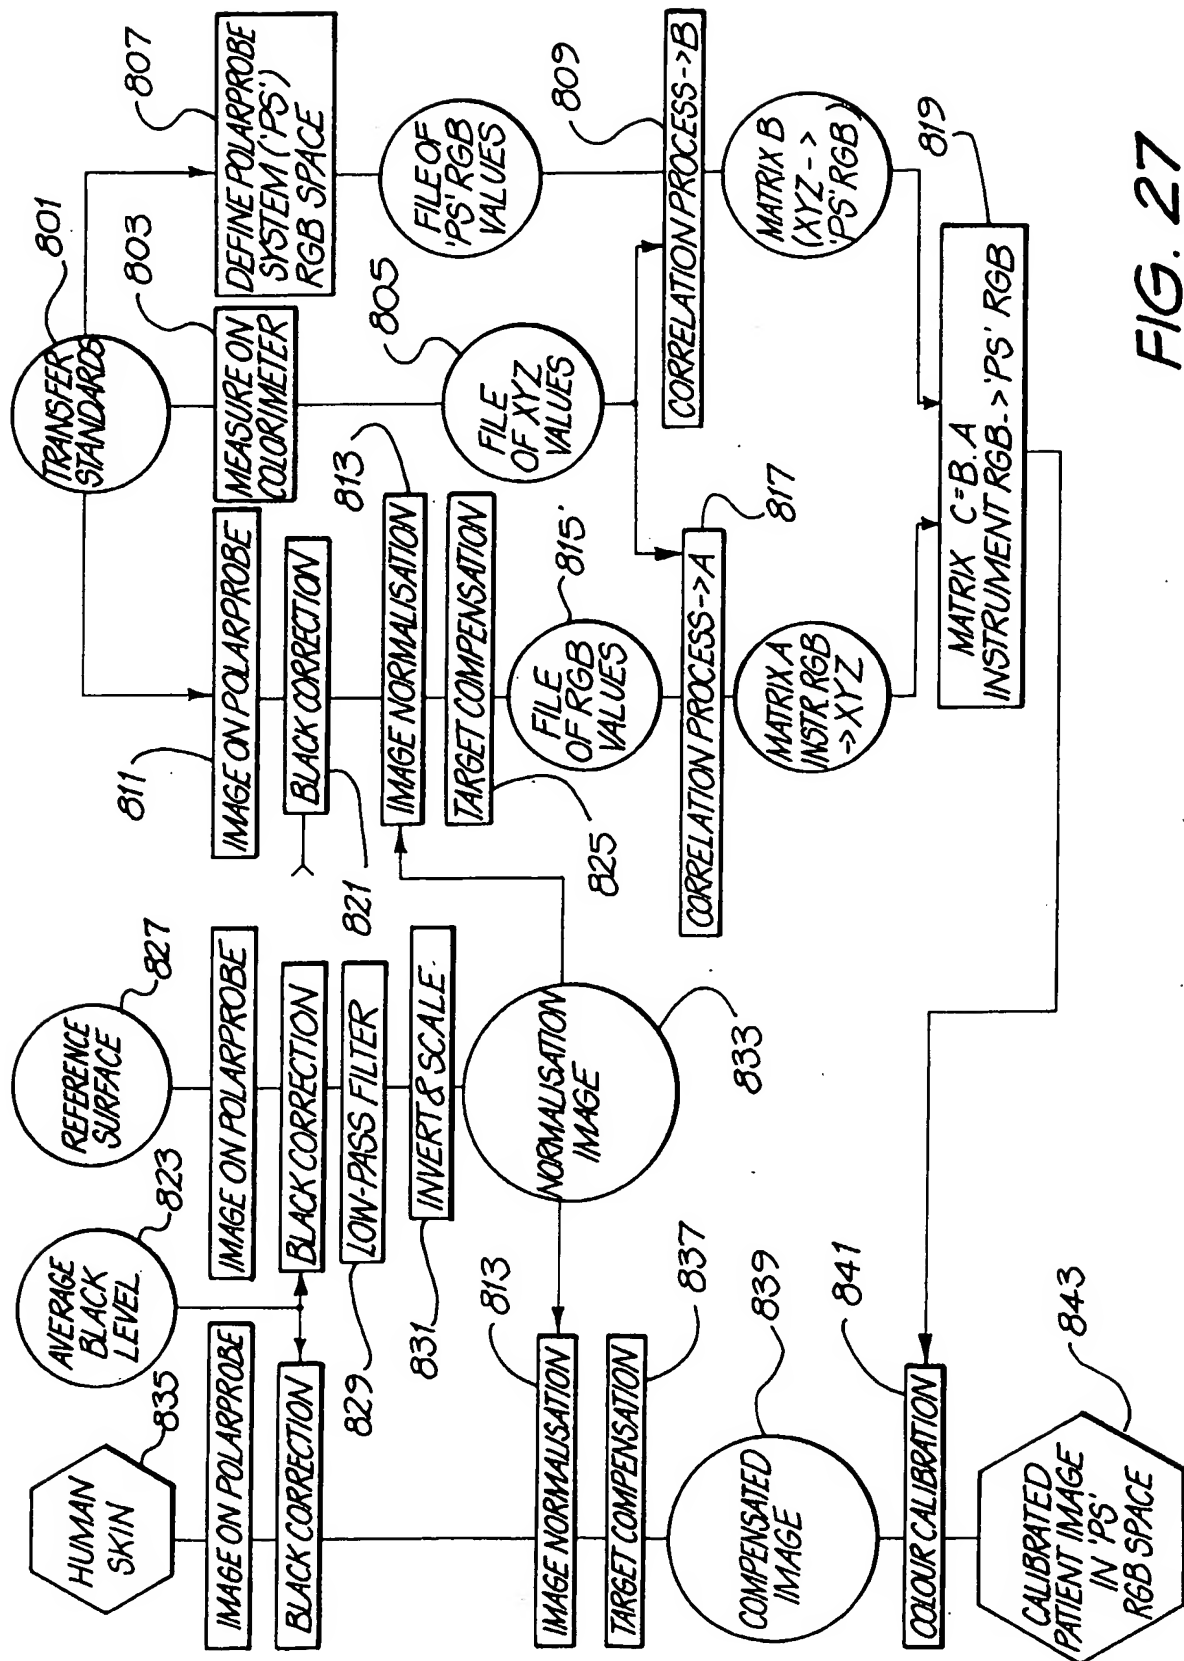 HUMAN
SKIN
835
IMAGE ON POLARPROBE
BLACK CORRECTION
AVERAGE
BLACK
LEVEL.
823
REFERENCE
SURFACE
827
IMAGE ON POLARPROBE
BLACK CORRECTION
LOW-PASS FILTER
829
INVERT & SCALE.
831
NORMALISATION
IMAGE
833
IMAGE NORMALISATION
813
TARGET COMPENSATION
837
COMPENSATED
IMAGE
839
COLOUR CALIBRATION
841
CALIBRATED
PATIENT IMAGE
IN 'PS'
RGB SPACE
843
TRANSFER
STANDARDS
801
IMAGE ON POLARPROBE
811
BLACK CORRECTION
821
IMAGE NORMALISATION
813
TARGET COMPENSATION
825
FILE
OF RGB
VALUES
815'
CORRELATION PROCESS->A
817
MATRIX A
INSTR. RGB
->XYZ
MEASURE ON
COLORIMETER
803
FILE
OF XYZ
VALUES
805
DEFINE POLARPROBE
SYSTEM ('PS')
RGB SPACE
807
FILE OF
'PS' RGB
VALUES
CORRELATION PROCESS->B
809
MATRIX B
(XYZ-->
'PS' RGB)
MATRIX C=B.A
INSTRUMENT RGB->'PS' RGB
819
FIG. 27